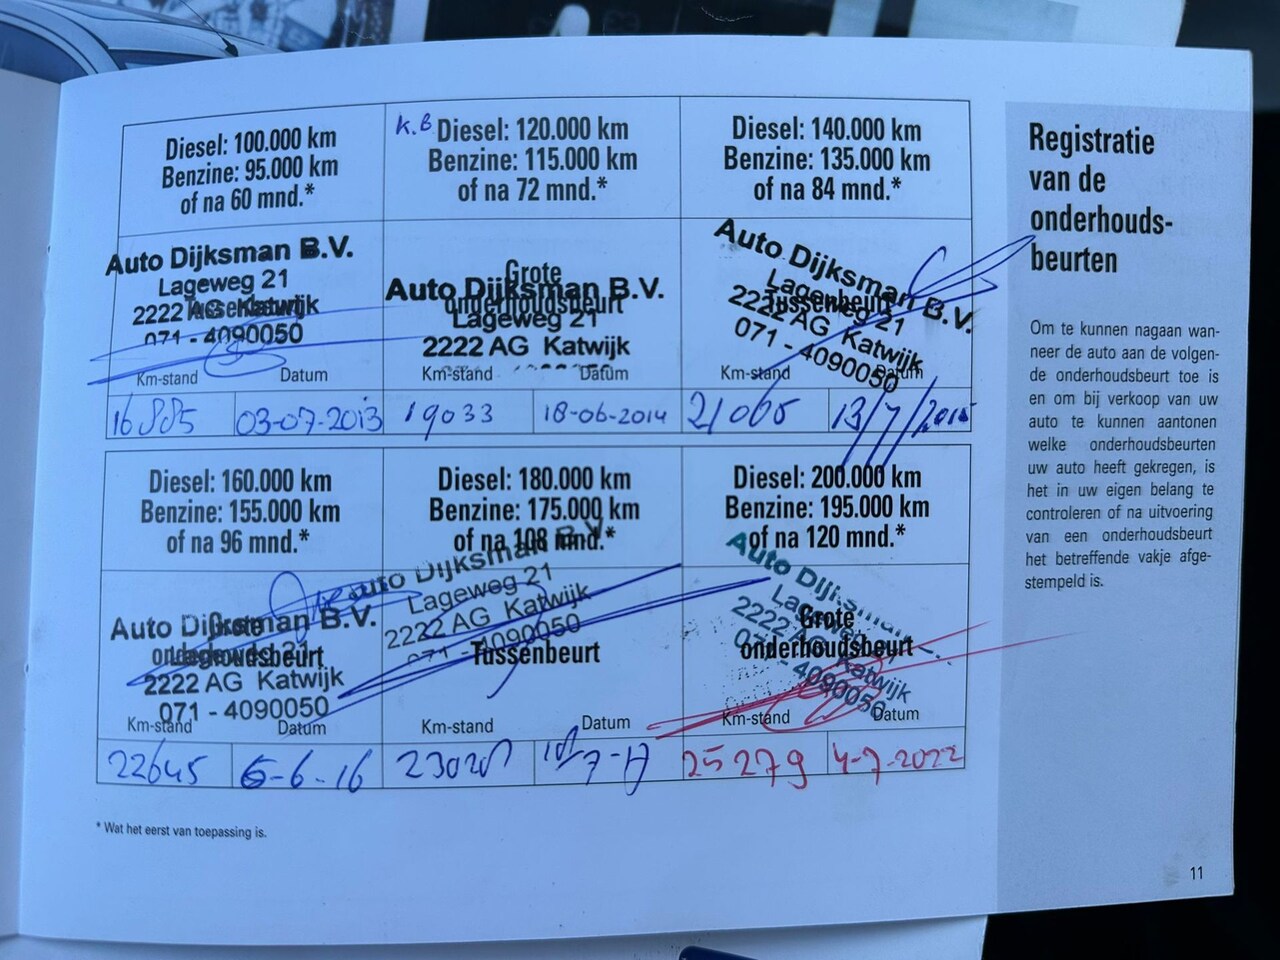 Diesel: 100.000 km
Benzine: 95.000 km
of na 60 mnd.*
Auto Dijksman B.V.
Lageweg 21
2222 AG Katwijk
Tussenbeurt
071 - 4090050
Km-stand Datum
16885 03-07-2013
K.B
Diesel: 120.000 km
Benzine: 115.000 km
of na 72 mnd.*
Grote
Auto Dijksman B.V.
onderhoudsbeurt
Lageweg 21
2222 AG Katwijk
Km-stand Datum
19033 18-06-2014
Diesel: 140.000 km
Benzine: 135.000 km
of na 84 mnd.*
Auto Dijksman B.V.
Lageweg 21
Tussenbeurt
2222 AG Katwijk
071 - 4090050
Km-stand Datum
21065 13/7/2015
Diesel: 160.000 km
Benzine: 155.000 km
of na 96 mnd.*
Auto Dijksman B.V.
Grote
onderhoudsbeurt
Lageweg 21
2222 AG Katwijk
071 - 4090050
Km-stand Datum
22645 6-6-16
Diesel: 180.000 km
Benzine: 175.000 km
of na 108 mnd.*
Auto Dijksman B.V.
Lageweg 21
2222 AG Katwijk
071 - 4090050
Tussenbeurt
Km-stand Datum
Diesel: 200.000 km
Benzine: 195.000 km
of na 120 mnd.*
Auto Dijksman
Lageweg 21
Grote
2222 AG Katwijk
onderhoudsbeurt
071 - 4090050
Km-stand Datum
25279 4-7-2022
* Wat het eerst van toepassing is.
Registratie
van de
onderhouds-
beurten
Om te kunnen nagaan wan-
neer de auto aan de volgen-
de onderhoudsbeurt toe is
en om bij verkoop van uw
auto te kunnen aantonen
welke onderhoudsbeurten
uw auto heeft gekregen, is
het in uw eigen belang te
controleren of na uitvoering
van een onderhoudsbeurt
het betreffende vakje afge-
stempeld is.
11